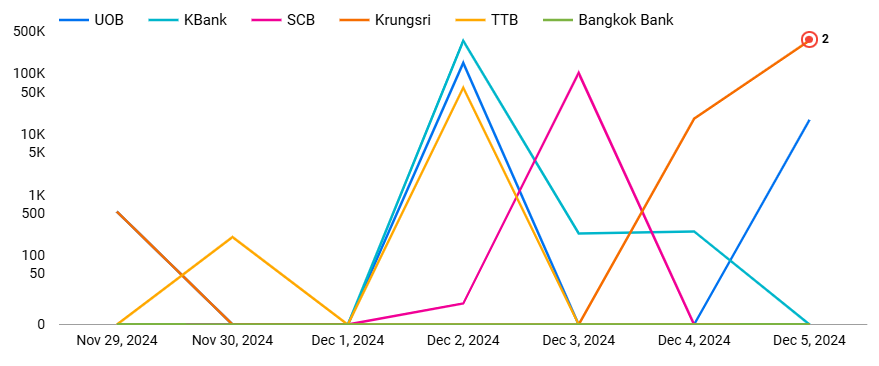 UOB KBank SCB Krungsri TTB Bangkok Bank
500K
2
100K
50K
10K
5K
1K
500
100
50
0
Nov 29, 2024 Nov 30, 2024 Dec 1, 2024 Dec 2, 2024 Dec 3, 2024 Dec 4, 2024 Dec 5, 2024